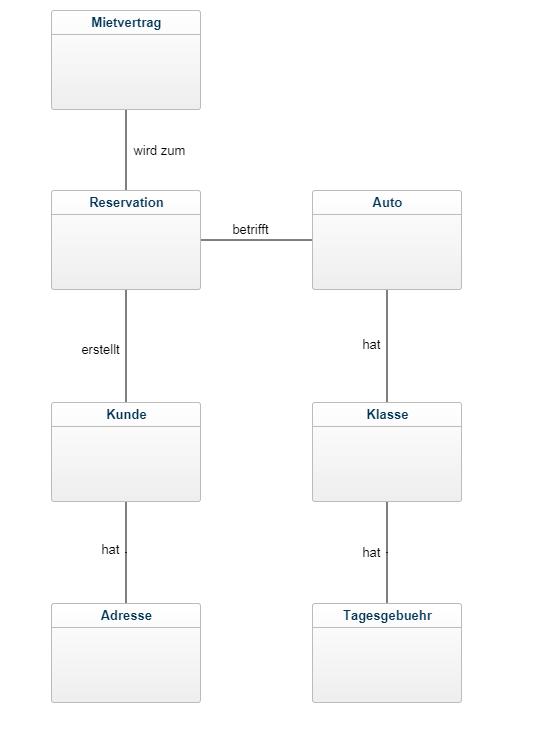 Mietvertrag
wird zum
Reservation
betrifft
Auto
erstellt
hat
Kunde
Klasse
hat
hat
Adresse
Tagesgebuehr